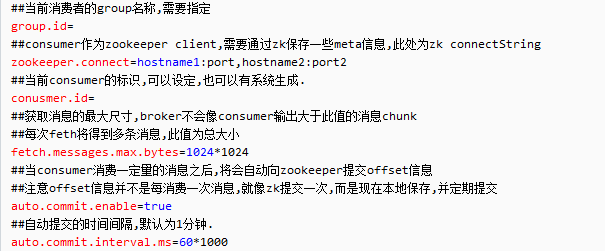 ##当前消费者的group名称,需要指定
group.id=
##consumer作为zookeeper client,需要通过zk保存一些meta信息,此处为zk connectString
zookeeper.connect=hostname1:port,hostname2:port2
##当前consumer的标识,可以设定,也可以有系统生成.
conusmer.id=
##获取消息的最大尺寸,broker不会像consumer输出大于此值的消息chunk
##每次feth将得到多条消息,此值为总大小
fetch.messages.max.bytes=1024*1024
##当consumer消费一定量的消息之后,将会自动向zookeeper提交offset信息
##注意offset信息并不是每消费一次消息,就像zk提交一次,而是现在本地保存,并定期提交
auto.commit.enable=true
##自动提交的时间间隔,默认为1分钟.
auto.commit.interval.ms=60*1000